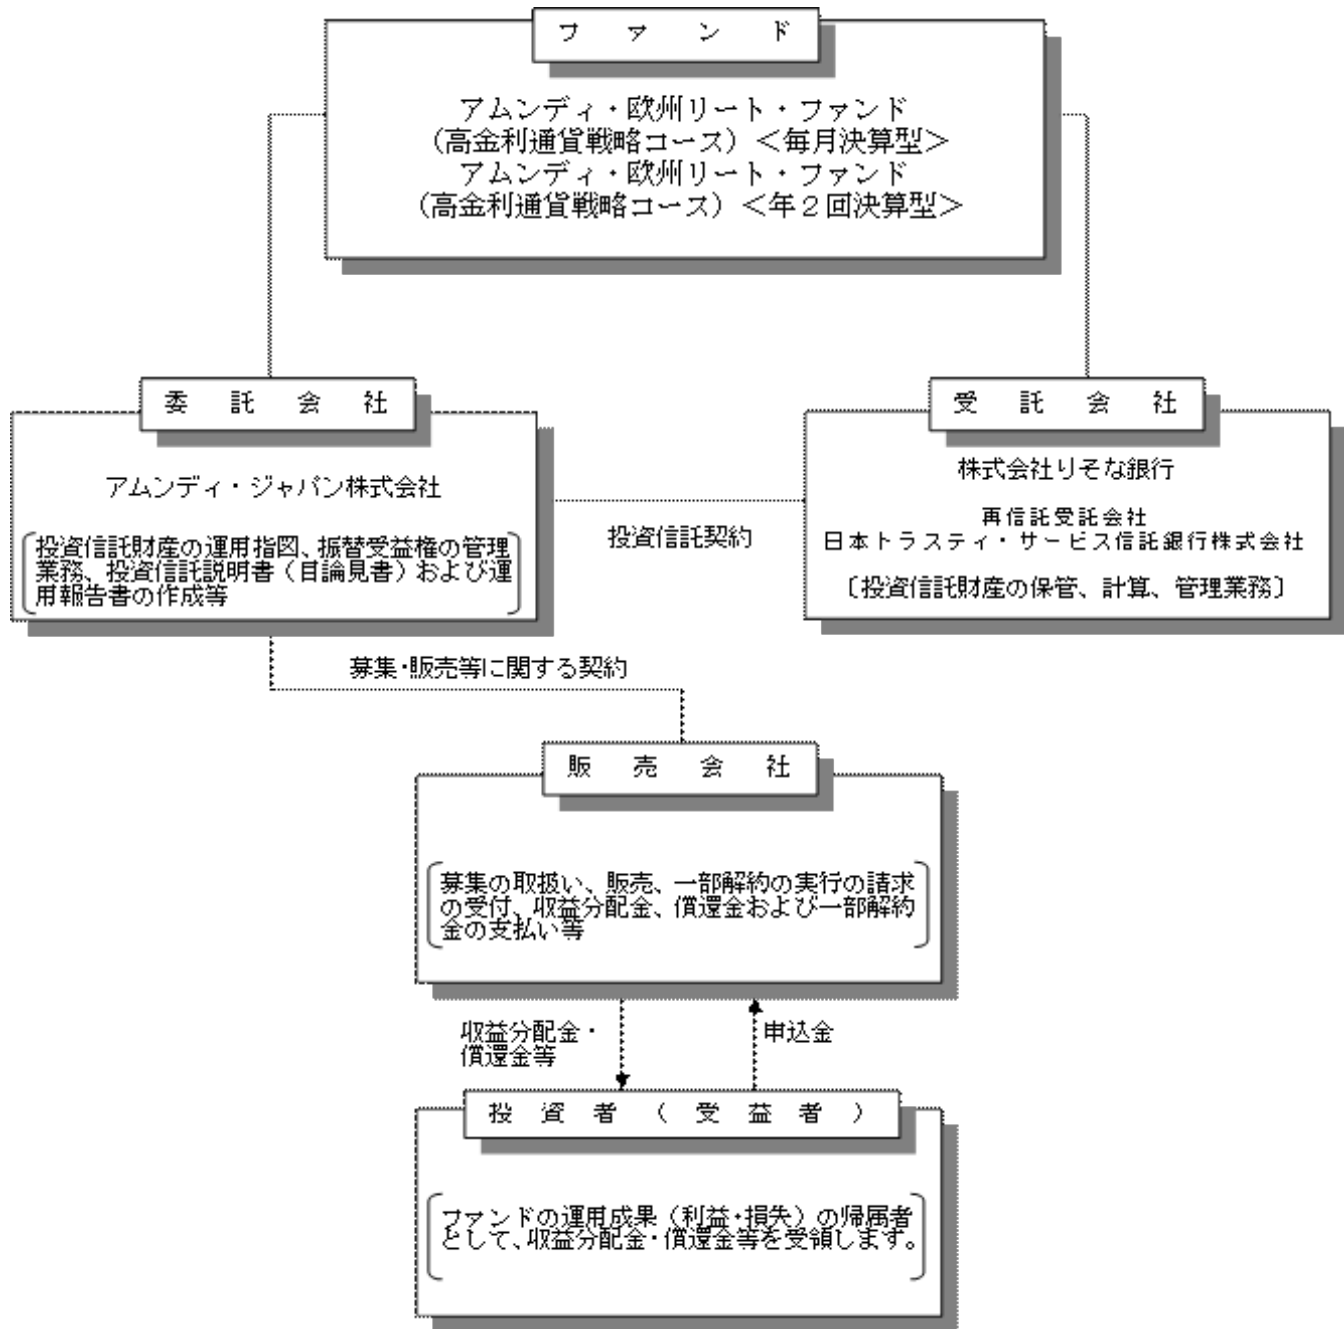 ファンド
アムンディ・欧州リート・ファンド
(高金利通貨戦略コース)＜毎月決算型＞
アムンディ・欧州リート・ファンド
(高金利通貨戦略コース)＜年２回決算型＞
委託会社
アムンディ・ジャパン株式会社
投資信託財産の運用指図、振替受益権の管理
業務、投資信託説明書（目論見書）および運
用報告書の作成等
投資信託契約
受託会社
株式会社りそな銀行
再信託受託会社
日本トラスティ・サービス信託銀行株式会社
〔投資信託財産の保管、計算、管理業務〕
募集・販売等に関する契約
販売会社
募集の取扱い、販売、一部解約の実行の請求
の受付、収益分配金、償還金および一部解約
金の支払い等
収益分配金・
償還金等
申込金
投資者（受益者）
ファンドの運用成果（利益・損失）の帰属者
として、収益分配金・償還金等を受領します。